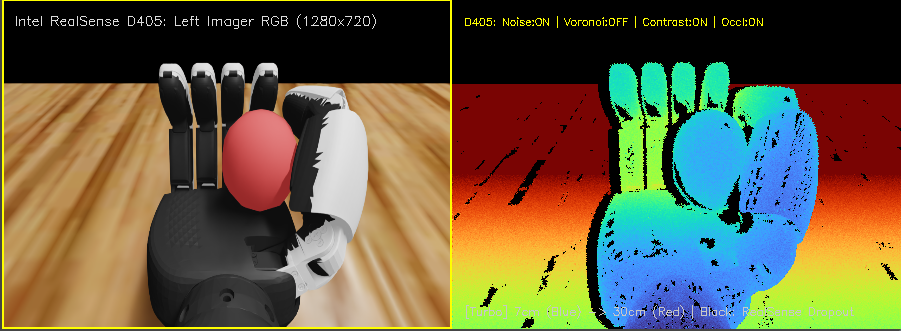 Intel RealSense D405: Left Imager RGB (1280x720)
D405: Noise:ON | Voronoi:OFF | Contrast:ON | Occl:ON
30cm (Red) | Black: